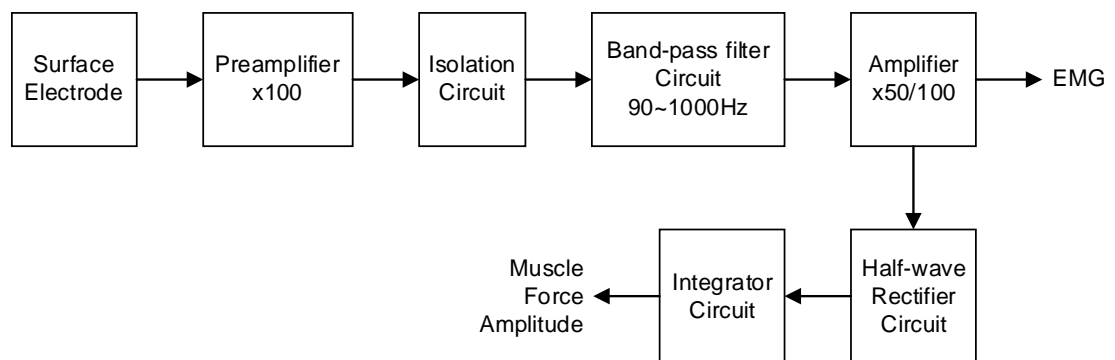 Surface
Electrode
Preamplifier
x100
Isolation
Circuit
Band-pass filter
Circuit
90~1000Hz
Amplifier
x50/100
EMG
Half-wave
Rectifier
Circuit
Integrator
Circuit
Muscle
Force
Amplitude